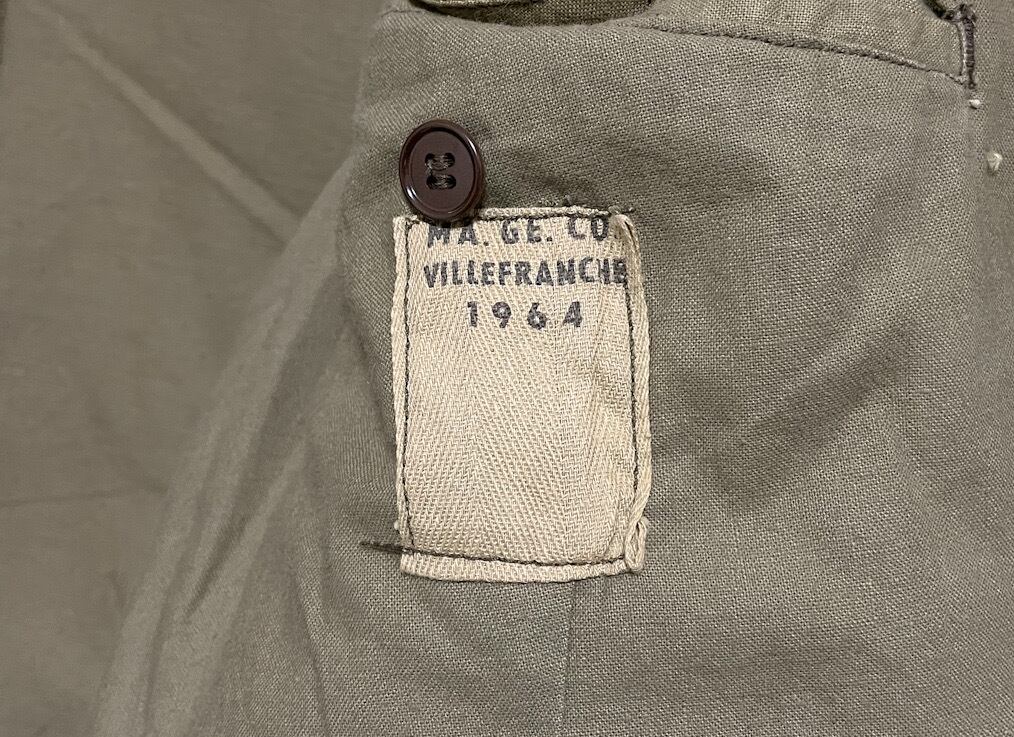 MA. GE. CO.
VILLEFRANCHE
1964